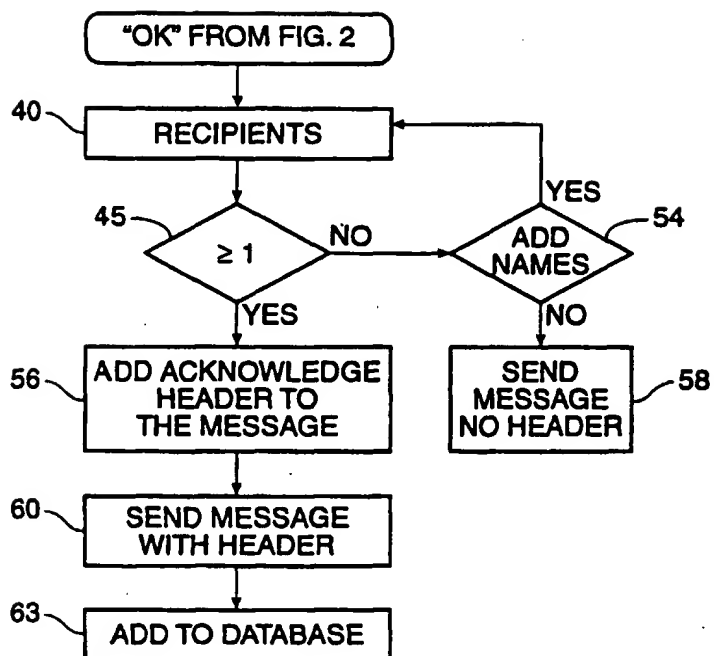 "OK" FROM FIG. 2
40
RECIPIENTS
45
≥ 1
NO
YES
54
ADD
NAMES
YES
NO
56
ADD ACKNOWLEDGE
HEADER TO
THE MESSAGE
SEND
MESSAGE
NO HEADER
58
60
SEND MESSAGE
WITH HEADER
63
ADD TO DATABASE